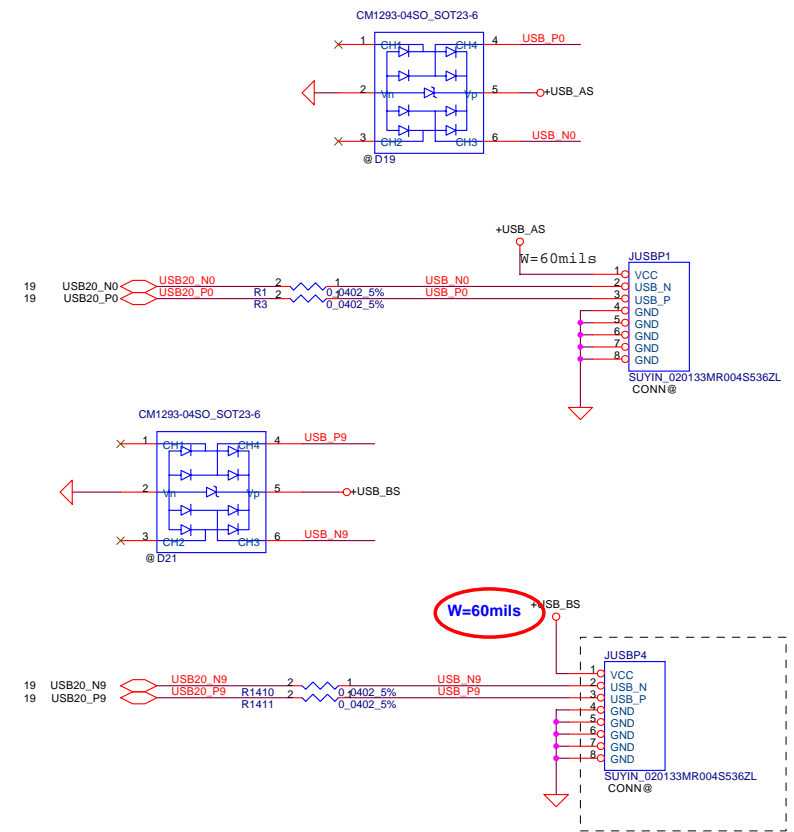 CM1293-04SO_SOT23-6
1 CH1 CH4 4 USB_P0
2 Vn Vp 5 +USB_AS
3 CH2 CH3 6 USB_N0
@ D19
+USB_AS
W=60mils
JUSBP1
1 VCC
19 USB20_N0 USB20_N0 2 1 USB_N0 2 USB_N
R1 0_0402_5%
19 USB20_P0 USB20_P0 2 1 USB_P0 3 USB_P
R3 0_0402_5%
4 GND
5 GND
6 GND
7 GND
8 GND
SUYIN_020133MR004S536ZL
CONN@
CM1293-04SO_SOT23-6
1 CH1 CH4 4 USB_P9
2 Vn Vp 5 +USB_BS
3 CH2 CH3 6 USB_N9
@ D21
W=60mils
+USB_BS
JUSBP4
1 VCC
19 USB20_N9 USB20_N9 2 1 USB_N9 2 USB_N
R1410 0_0402_5%
19 USB20_P9 USB20_P9 2 1 USB_P9 3 USB_P
R1411 0_0402_5%
4 GND
5 GND
6 GND
7 GND
8 GND
SUYIN_020133MR004S536ZL
CONN@